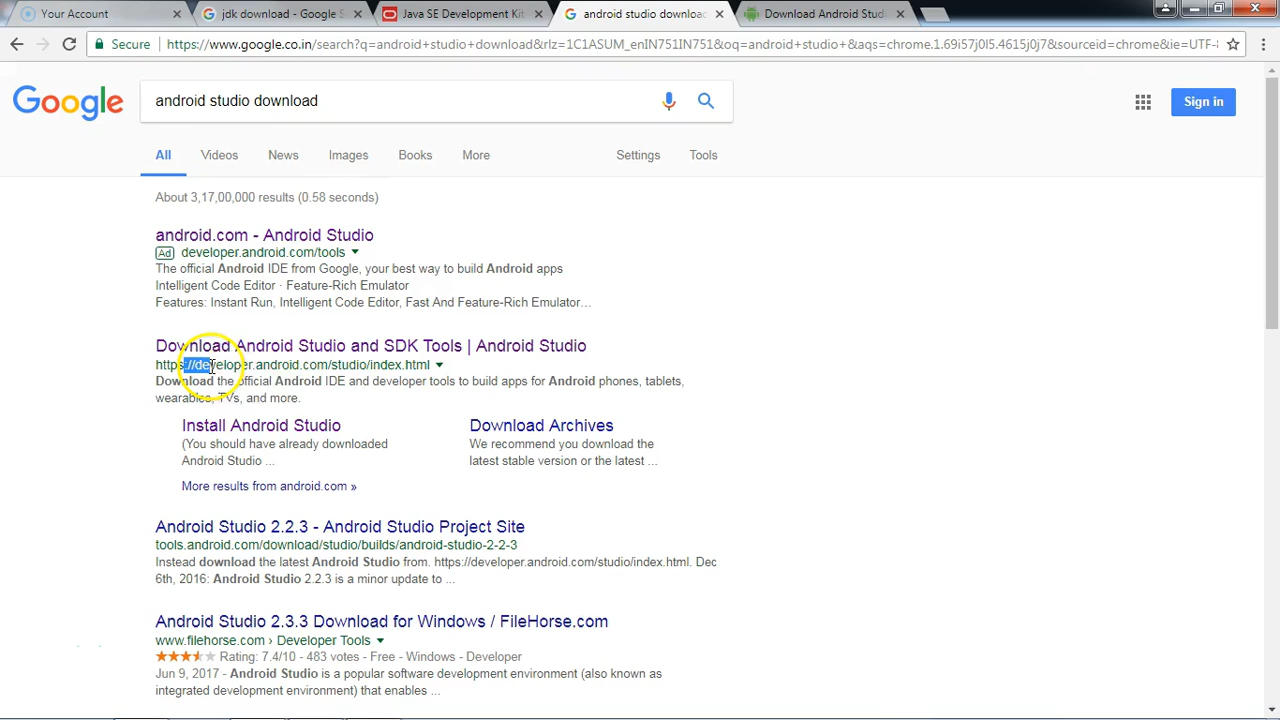 Your Account
jdk download - Google S
Java SE Development Kit
android studio download
Download Android Studi
Secure
https://www.google.co.in/search?q=android+studio+download&rlz=1C1ASUM_enIN751IN751&oq=android+studio+&aqs=chrome.1.69i57j0l5.4615j0j7&sourceid=chrome&ie=UTF-8
Google
android studio download
Sign in
All Videos News Images Books More Settings Tools
About 3,17,00,000 results (0.58 seconds)
android.com - Android Studio
Ad developer.android.com/tools
The official Android IDE from Google, your best way to build Android apps
Intelligent Code Editor · Feature-Rich Emulator
Features: Instant Run, Intelligent Code Editor, Fast And Feature-Rich Emulator…
Download Android Studio and SDK Tools | Android Studio
https://developer.android.com/studio/index.html
Download the official Android IDE and developer tools to build apps for Android phones, tablets,
wearables, TVs, and more.
Install Android Studio
(You should have already downloaded
Android Studio ...
Download Archives
We recommend you download the
latest stable version or the latest ...
More results from android.com »
Android Studio 2.2.3 - Android Studio Project Site
tools.android.com/download/studio/builds/android-studio-2-2-3
Instead download the latest Android Studio from. https://developer.android.com/studio/index.html. Dec
6th, 2016: Android Studio 2.2.3 is a minor update to ...
Android Studio 2.3.3 Download for Windows / FileHorse.com
www.filehorse.com › Developer Tools
Rating: 7.4/10 - 483 votes - Free - Windows - Developer
Jun 9, 2017 - Android Studio is a popular software development environment (also known as
integrated development environment) that enables ...